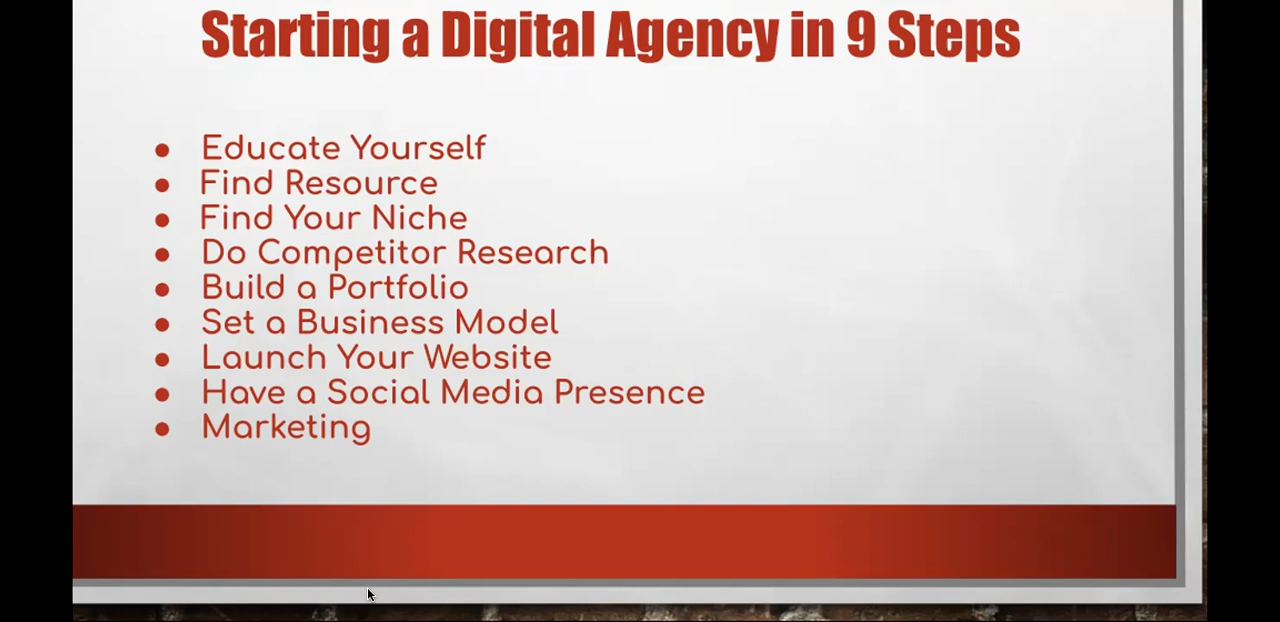 Starting a Digital Agency in 9 Steps
● Educate Yourself
● Find Resource
● Find Your Niche
● Do Competitor Research
● Build a Portfolio
● Set a Business Model
● Launch Your Website
● Have a Social Media Presence
● Marketing